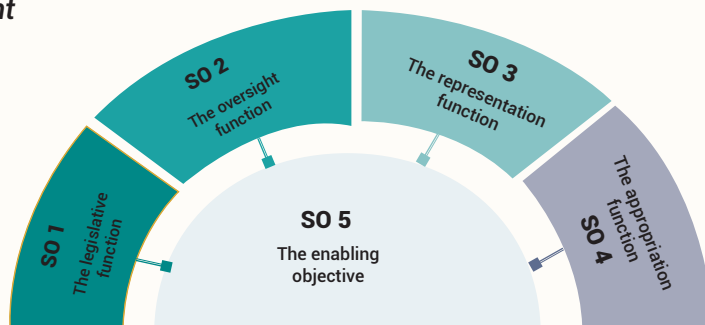 SO 1
The legislative
function
SO 2
The oversight
function
SO 3
The representation
function
The appropriation
function
SO 4
SO 5
The enabling
objective